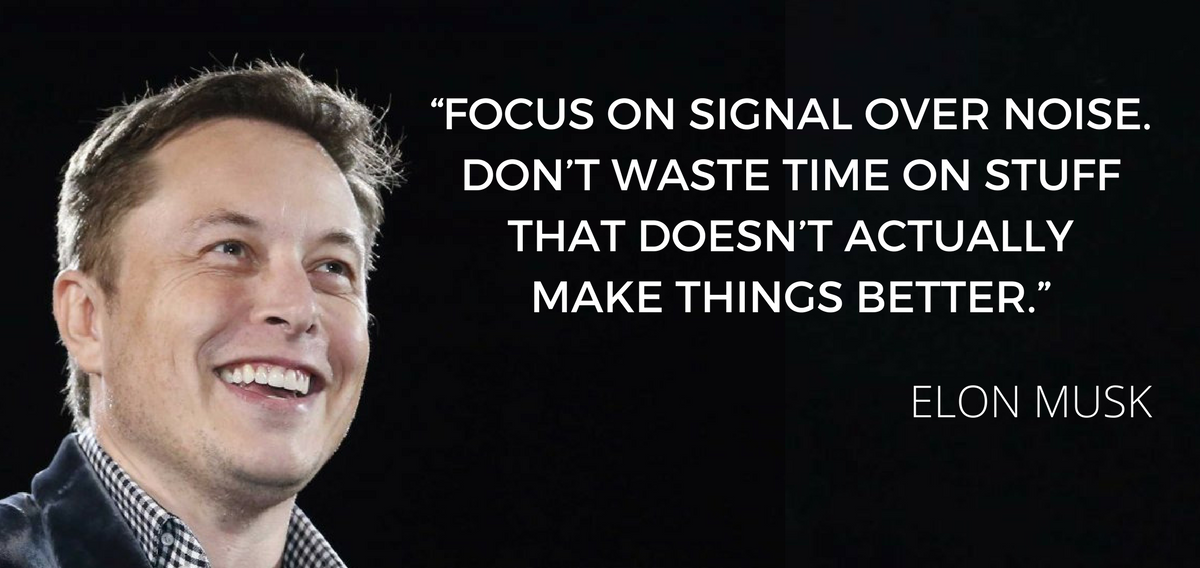 “FOCUS ON SIGNAL OVER NOISE.
DON’T WASTE TIME ON STUFF
THAT DOESN’T ACTUALLY
MAKE THINGS BETTER.”
ELON MUSK